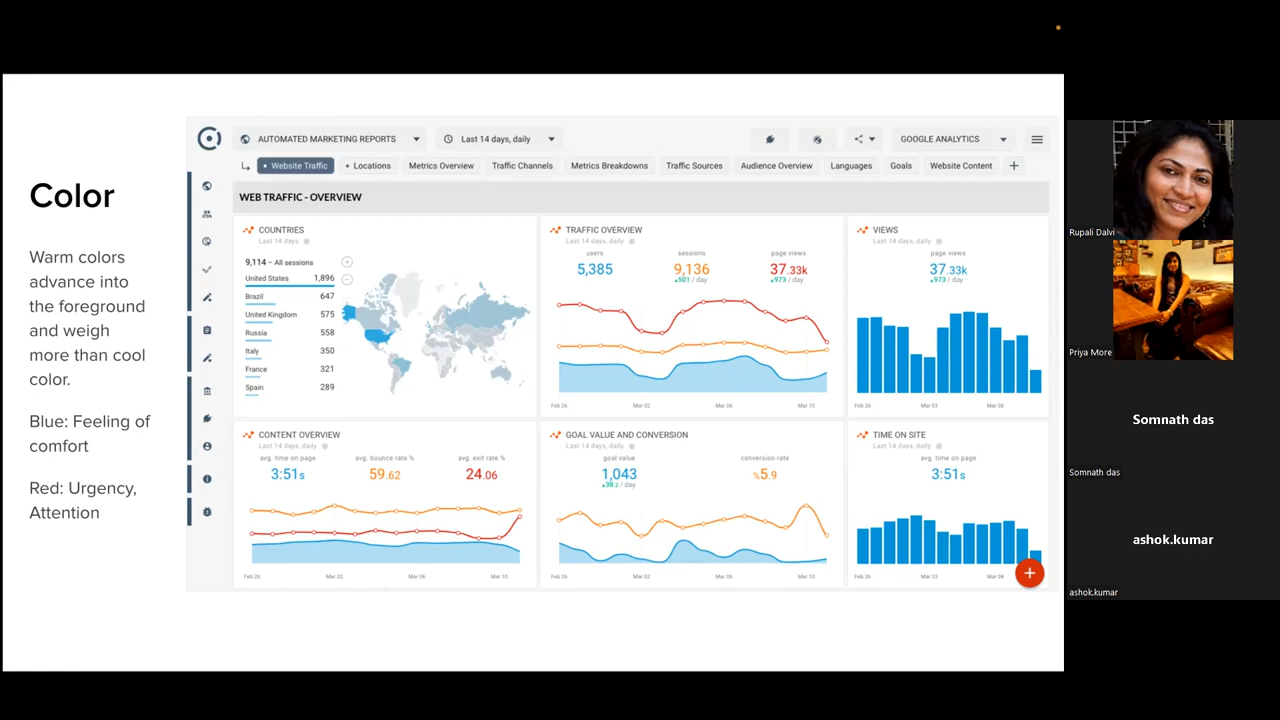 Color
Warm colors
advance into
the foreground
and weigh
more than cool
color.
Blue: Feeling of
comfort
Red: Urgency,
Attention
AUTOMATED MARKETING REPORTS
Last 14 days, daily
GOOGLE ANALYTICS
Website Traffic
Locations
Metrics Overview
Traffic Channels
Metrics Breakdowns
Traffic Sources
Audience Overview
Languages
Goals
Website Content
WEB TRAFFIC - OVERVIEW
COUNTRIES
Last 14 days
9,114 – All sessions
United States 1,896
Brazil 647
United Kingdom 575
Russia 558
Italy 350
France 321
Spain 289
TRAFFIC OVERVIEW
Last 14 days, daily
users sessions page views
5,385 9,136 37.33k
▴501 / day ▴973 / day
Feb 26 Mar 02 Mar 06 Mar 10
VIEWS
Last 14 days, daily
page views
37.33k
▴973 / day
Feb 26 Mar 03 Mar 08
CONTENT OVERVIEW
Last 14 days, daily
avg. time on page avg. bounce rate % avg. exit rate %
3:51s 59.62 24.06
Feb 26 Mar 02 Mar 06 Mar 10
GOAL VALUE AND CONVERSION
Last 14 days, daily
goal value conversion rate
1,043 %5.9
▴38.2 / day
Feb 26 Mar 02 Mar 06 Mar 10
TIME ON SITE
Last 14 days, daily
avg. time on page
3:51s
Feb 26 Mar 03 Mar 08
Rupali Dalvi
Priya More
Somnath das
Somnath das
ashok.kumar
ashok.kumar